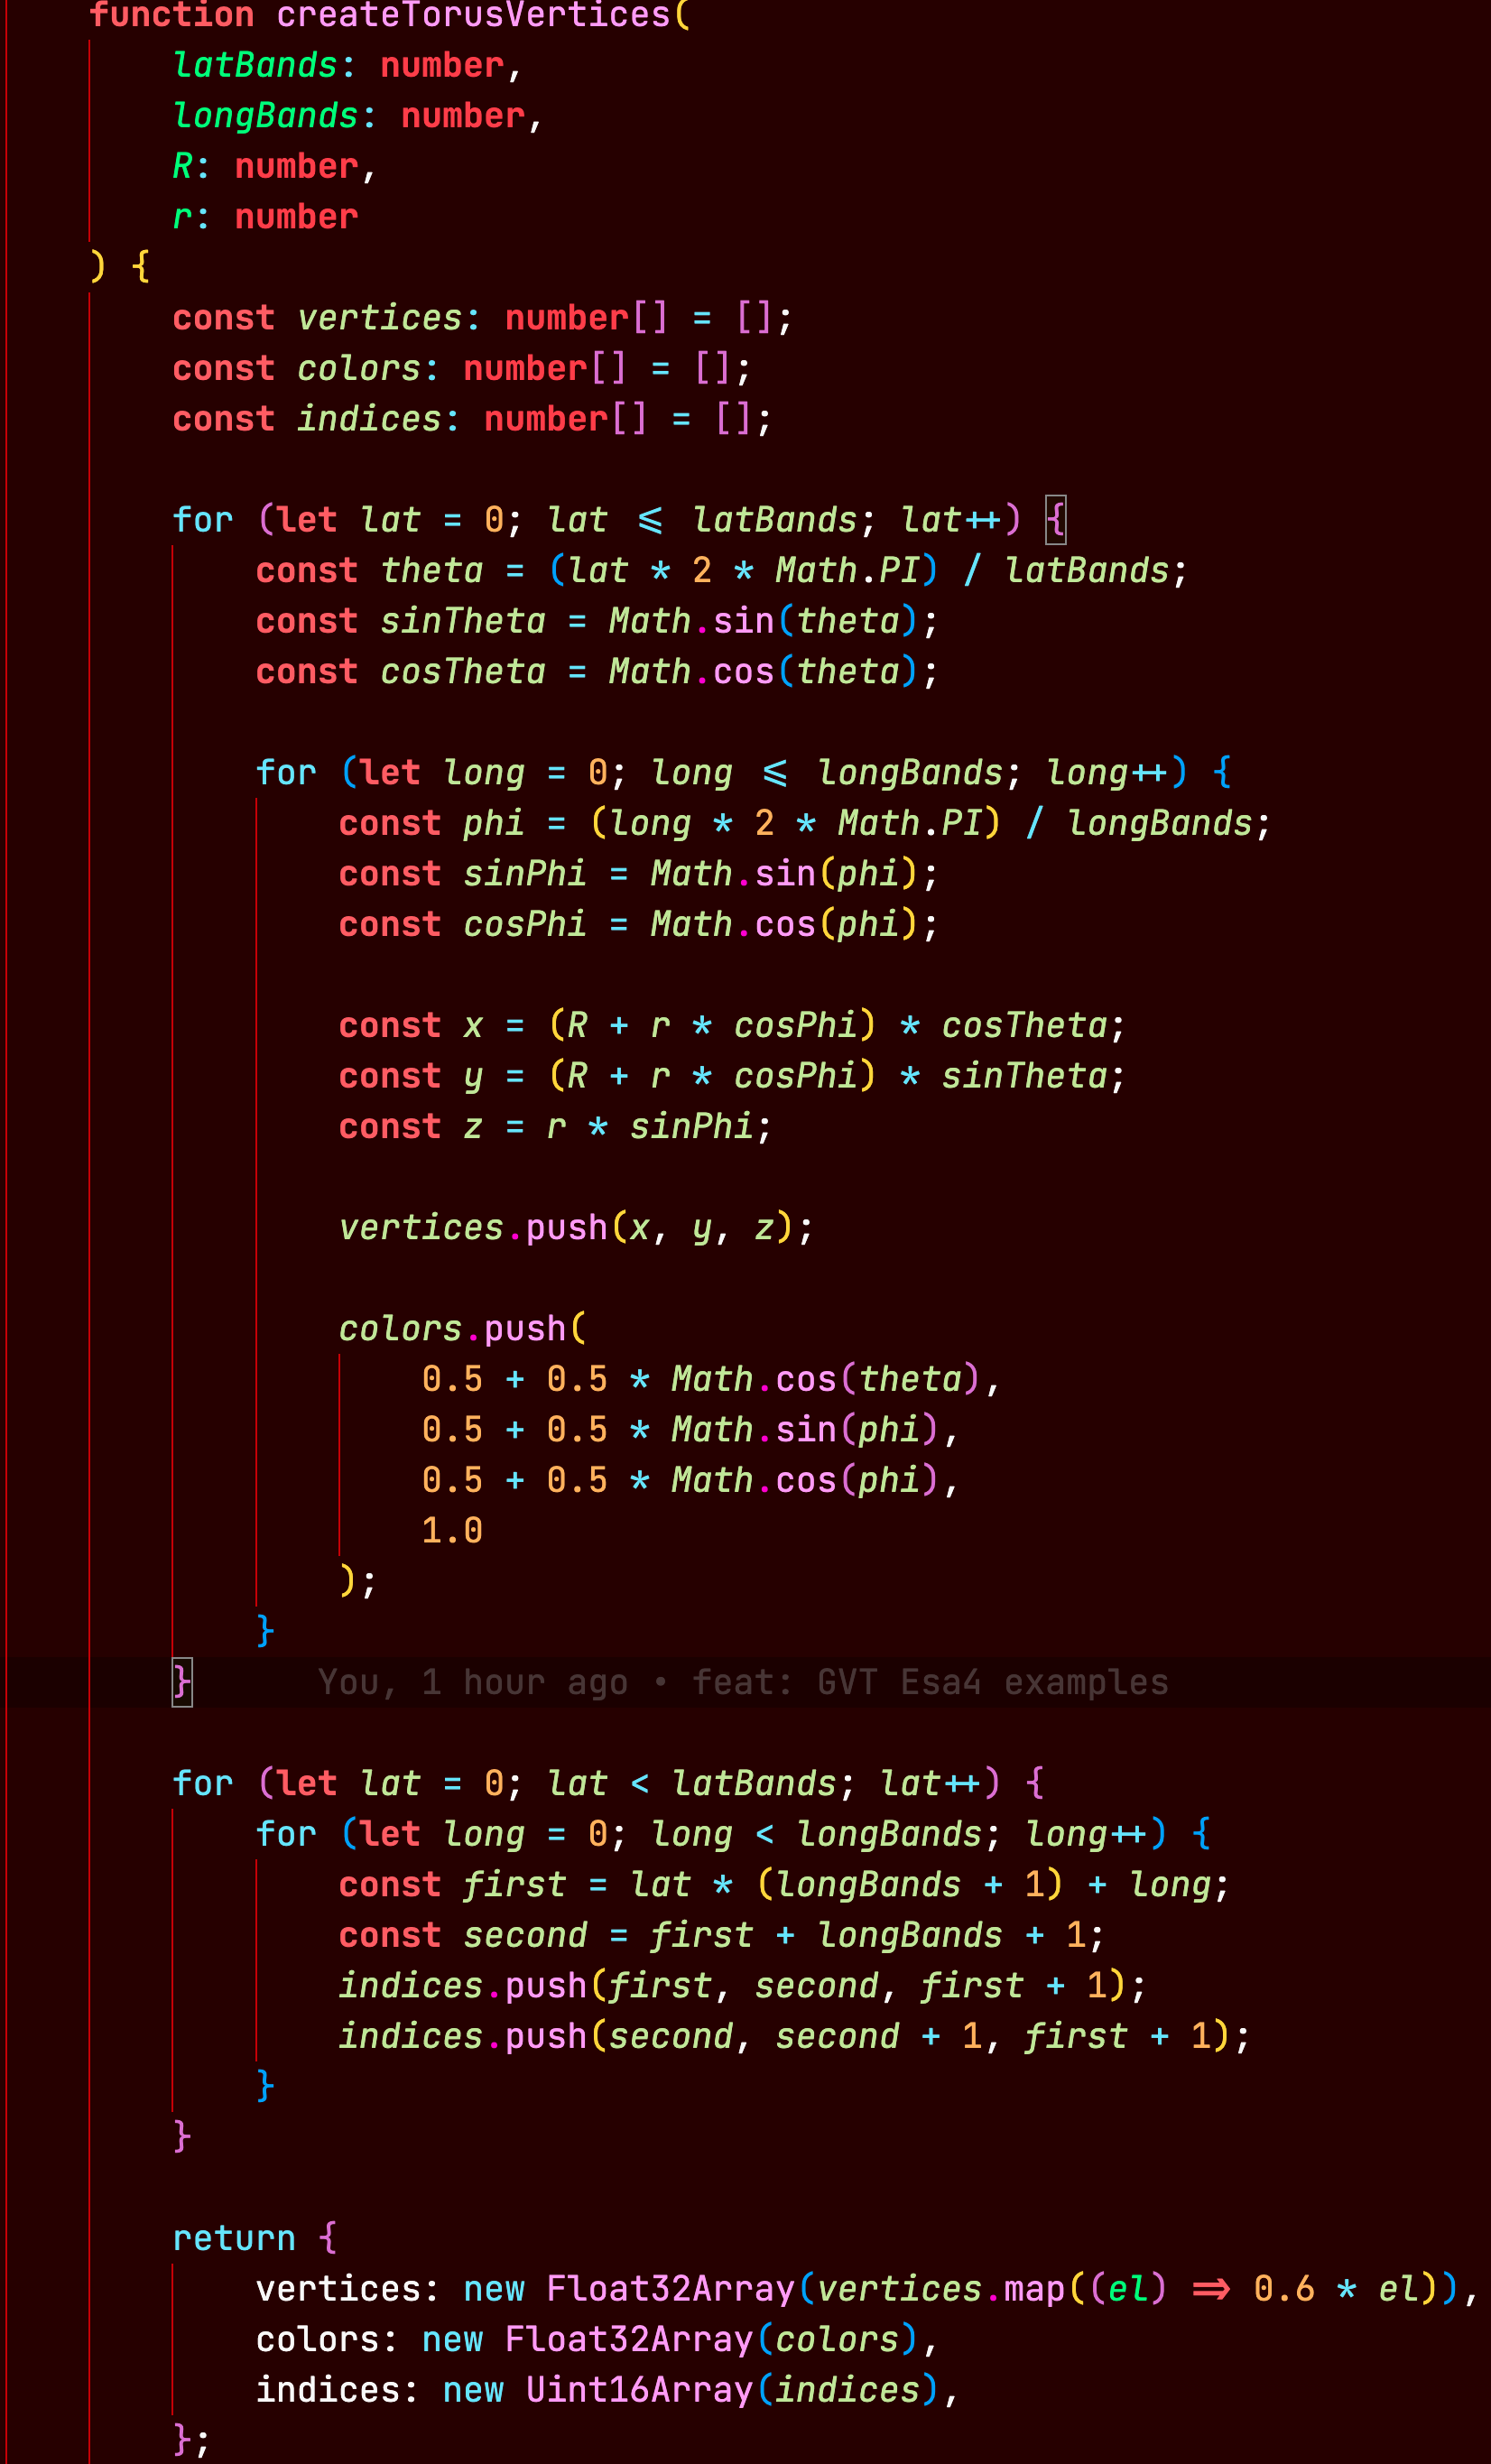 function createTorusVertices(
    latBands: number,
    longBands: number,
    R: number,
    r: number
) {
    const vertices: number[] = [];
    const colors: number[] = [];
    const indices: number[] = [];

    for (let lat = 0; lat <= latBands; lat++) {
        const theta = (lat * 2 * Math.PI) / latBands;
        const sinTheta = Math.sin(theta);
        const cosTheta = Math.cos(theta);

        for (let long = 0; long <= longBands; long++) {
            const phi = (long * 2 * Math.PI) / longBands;
            const sinPhi = Math.sin(phi);
            const cosPhi = Math.cos(phi);

            const x = (R + r * cosPhi) * cosTheta;
            const y = (R + r * cosPhi) * sinTheta;
            const z = r * sinPhi;

            vertices.push(x, y, z);

            colors.push(
                0.5 + 0.5 * Math.cos(theta),
                0.5 + 0.5 * Math.sin(phi),
                0.5 + 0.5 * Math.cos(phi),
                1.0
            );
        }
    }      You, 1 hour ago • feat: GVT Esa4 examples

    for (let lat = 0; lat < latBands; lat++) {
        for (let long = 0; long < longBands; long++) {
            const first = lat * (longBands + 1) + long;
            const second = first + longBands + 1;
            indices.push(first, second, first + 1);
            indices.push(second, second + 1, first + 1);
        }
    }

    return {
        vertices: new Float32Array(vertices.map((el) => 0.6 * el)),
        colors: new Float32Array(colors),
        indices: new Uint16Array(indices),
    };